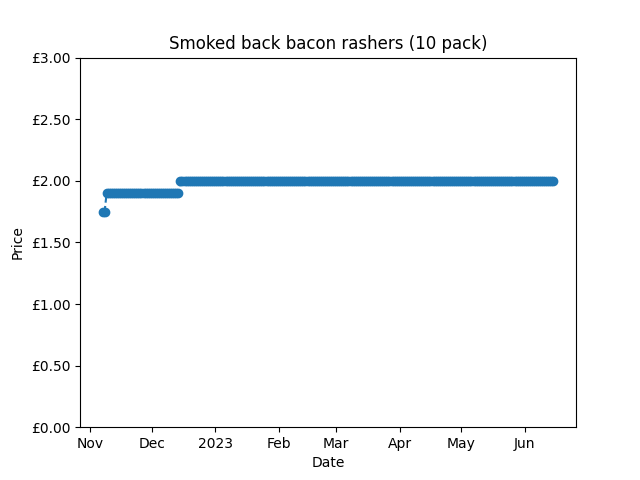 Smoked back bacon rashers (10 pack)
£3.00
£2.50
£2.00
£1.50
£1.00
£0.50
£0.00
Price
Nov Dec 2023 Feb Mar Apr May Jun
Date